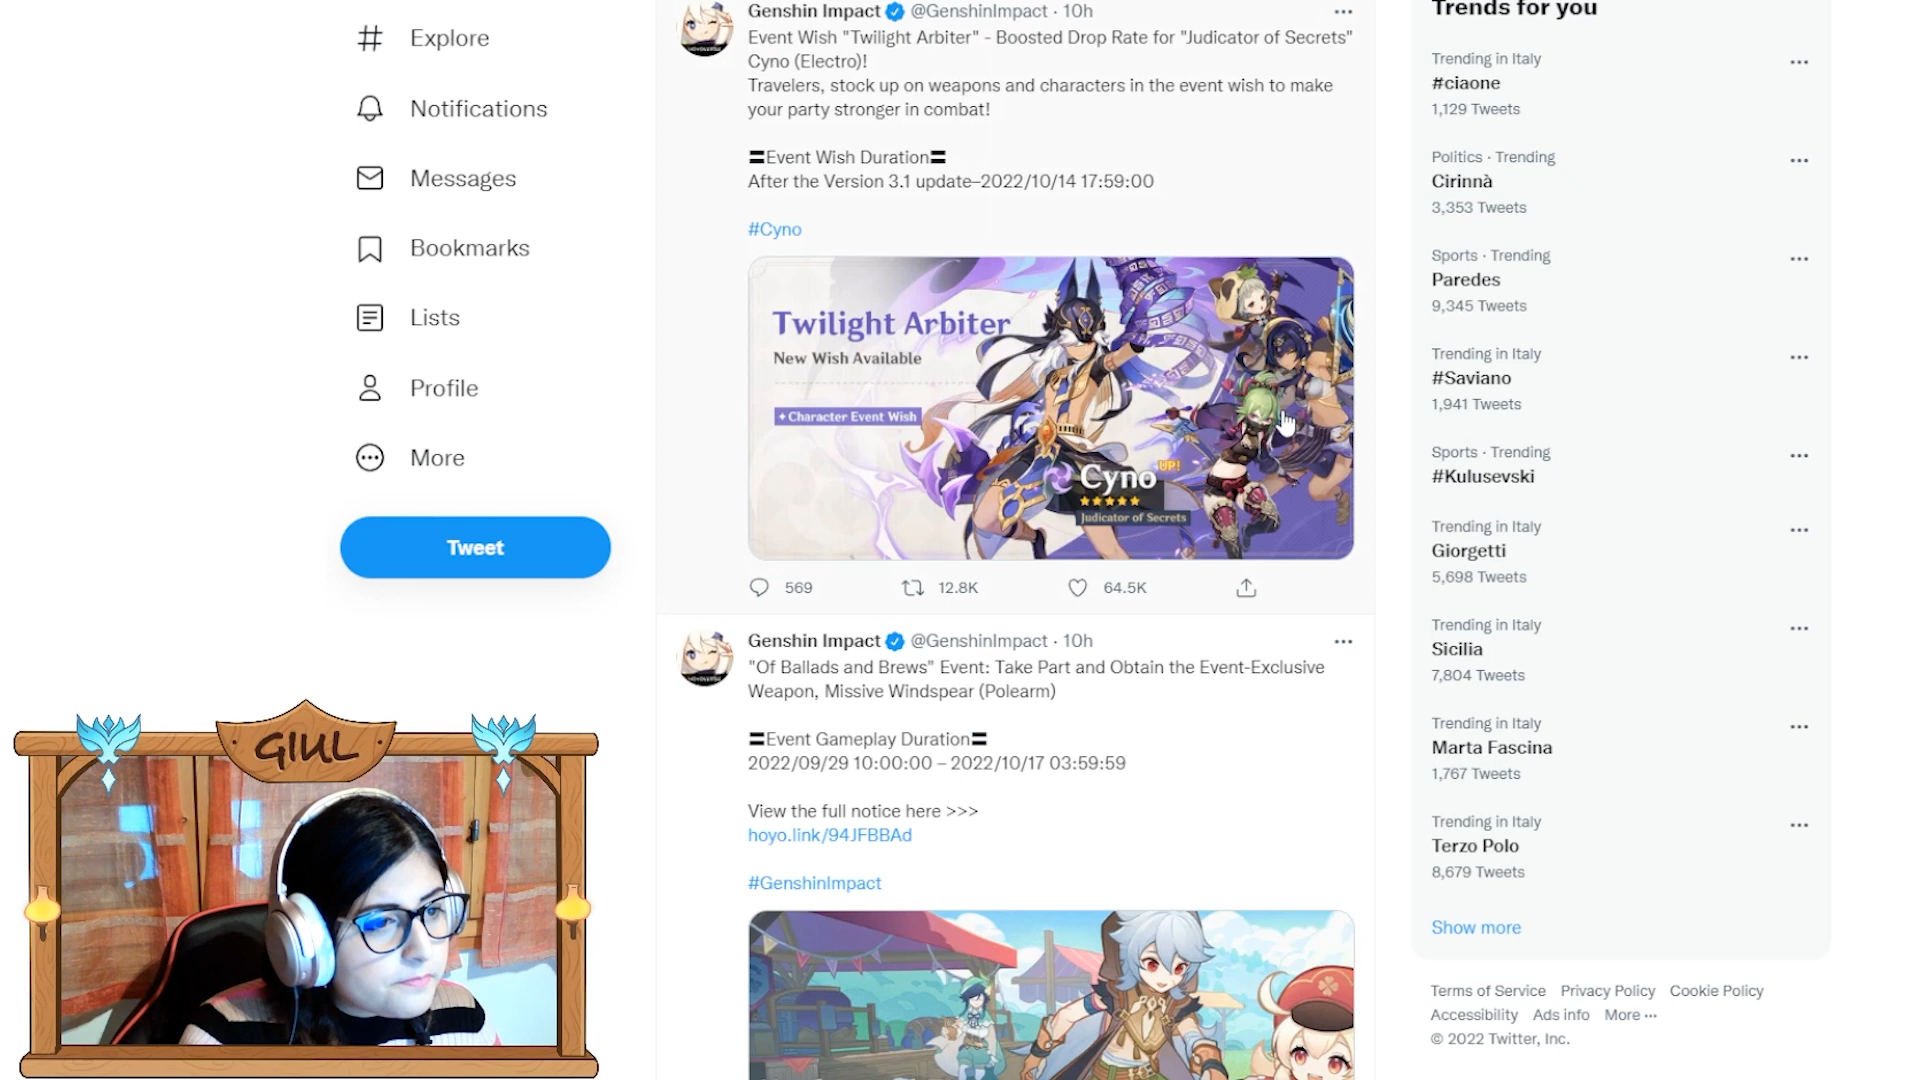 Explore
Notifications
Messages
Bookmarks
Lists
Profile
More
Tweet
GIUL
Genshin Impact @GenshinImpact · 10h
Event Wish "Twilight Arbiter" - Boosted Drop Rate for "Judicator of Secrets"
Cyno (Electro)!
Travelers, stock up on weapons and characters in the event wish to make
your party stronger in combat!
〓Event Wish Duration〓
After the Version 3.1 update–2022/10/14 17:59:00
#Cyno
Twilight Arbiter
New Wish Available
✦ Character Event Wish
Cyno UP!
Judicator of Secrets
569 12.8K 64.5K
Genshin Impact @GenshinImpact · 10h
"Of Ballads and Brews" Event: Take Part and Obtain the Event-Exclusive
Weapon, Missive Windspear (Polearm)
〓Event Gameplay Duration〓
2022/09/29 10:00:00 – 2022/10/17 03:59:59
View the full notice here >>>
hoyo.link/94JFBBAd
#GenshinImpact
Trends for you
Trending in Italy
#ciaone
1,129 Tweets
Politics · Trending
Cirinnà
3,353 Tweets
Sports · Trending
Paredes
9,345 Tweets
Trending in Italy
#Saviano
1,941 Tweets
Sports · Trending
#Kulusevski
Trending in Italy
Giorgetti
5,698 Tweets
Trending in Italy
Sicilia
7,804 Tweets
Trending in Italy
Marta Fascina
1,767 Tweets
Trending in Italy
Terzo Polo
8,679 Tweets
Show more
Terms of Service Privacy Policy Cookie Policy
Accessibility Ads info More ···
© 2022 Twitter, Inc.